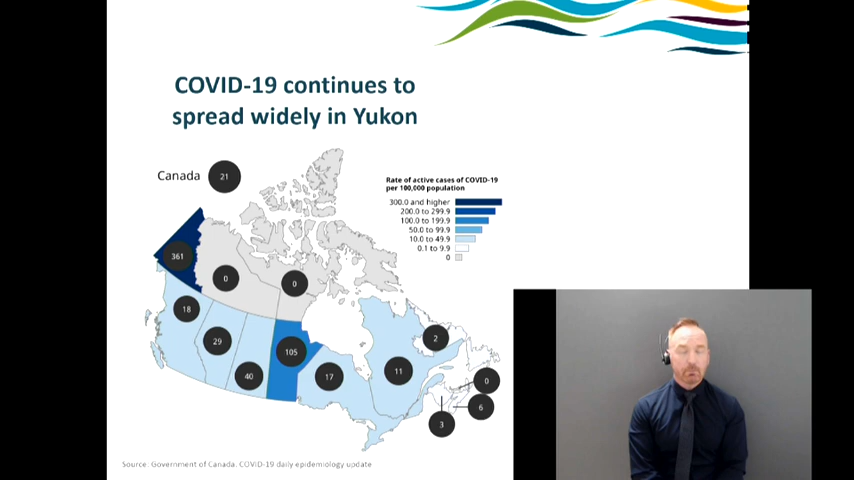 COVID-19 continues to
spread widely in Yukon
Canada
21
Rate of active cases of COVID-19
per 100,000 population
300.0 and higher
200.0 to 299.9
100.0 to 199.9
50.0 to 99.9
10.0 to 49.9
0.1 to 9.9
0
361
0
0
18
29
40
105
17
11
2
0
6
3
Source: Government of Canada. COVID-19 daily epidemiology update